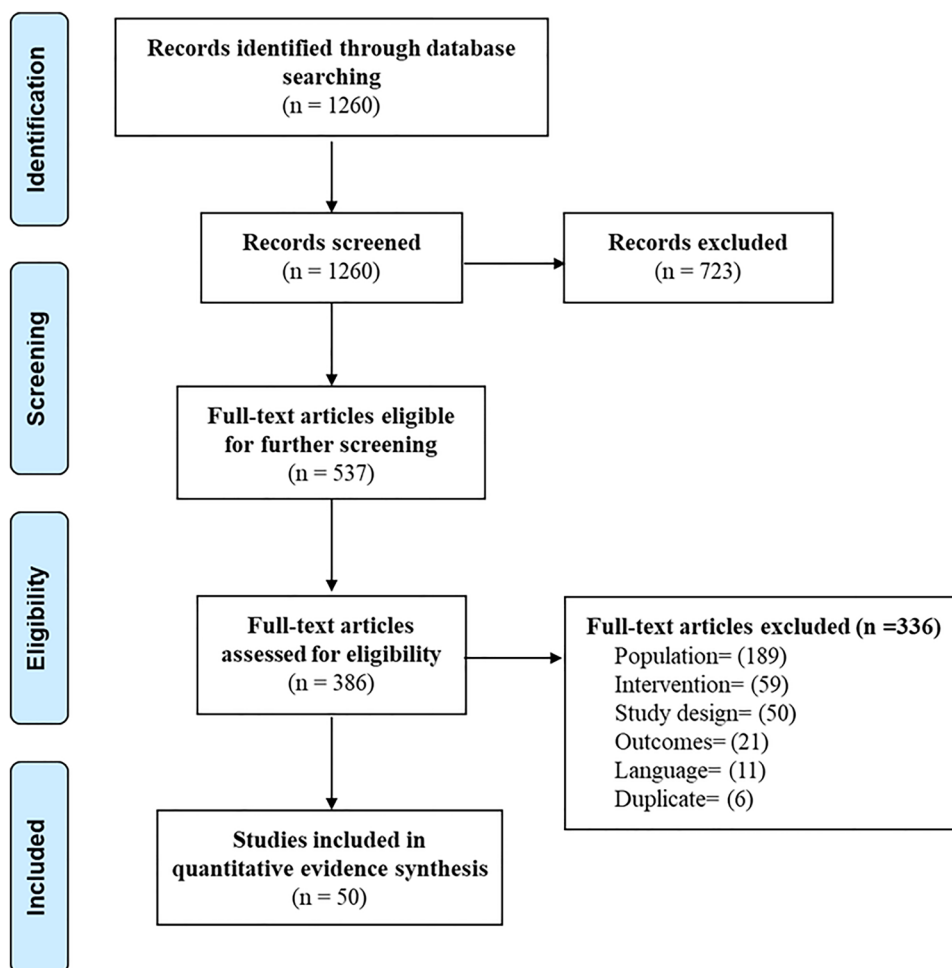 Identification
Records identified through database
searching
(n = 1260)
Records screened
(n = 1260)
Records excluded
(n = 723)
Screening
Full-text articles eligible
for further screening
(n = 537)
Eligibility
Full-text articles
assessed for eligibility
(n = 386)
Full-text articles excluded (n =336)
Population= (189)
Intervention= (59)
Study design= (50)
Outcomes= (21)
Language= (11)
Duplicate= (6)
Included
Studies included in
quantitative evidence synthesis
(n = 50)